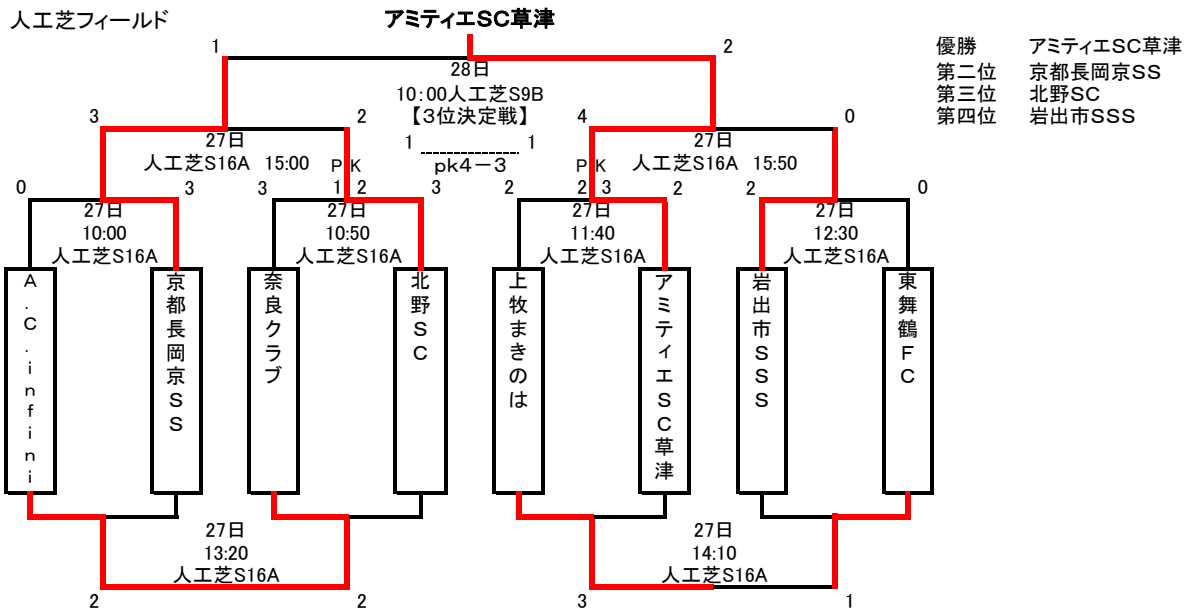 人工芝フィールド
アミティエSC草津
1
2
優勝 アミティエSC草津
第二位 京都長岡京SS
第三位 北野SC
第四位 岩出市SSS
28日
10:00人工芝S9B
【3位決定戦】
1 1
pk4-3
3
2
4
0
27日
人工芝S16A 15:00
27日
人工芝S16A 15:50
0
3
3
PK
1 2
3
2
PK
2 3
2
2
0
27日
10:00
人工芝S16A
27日
10:50
人工芝S16A
27日
11:40
人工芝S16A
27日
12:30
人工芝S16A
A.C.infini
京都長岡京SS
奈良クラブ
北野SC
上牧まきのは
アミティエSC草津
岩出市SSS
東舞鶴FC
27日
13:20
人工芝S16A
27日
14:10
人工芝S16A
2
2
3
1